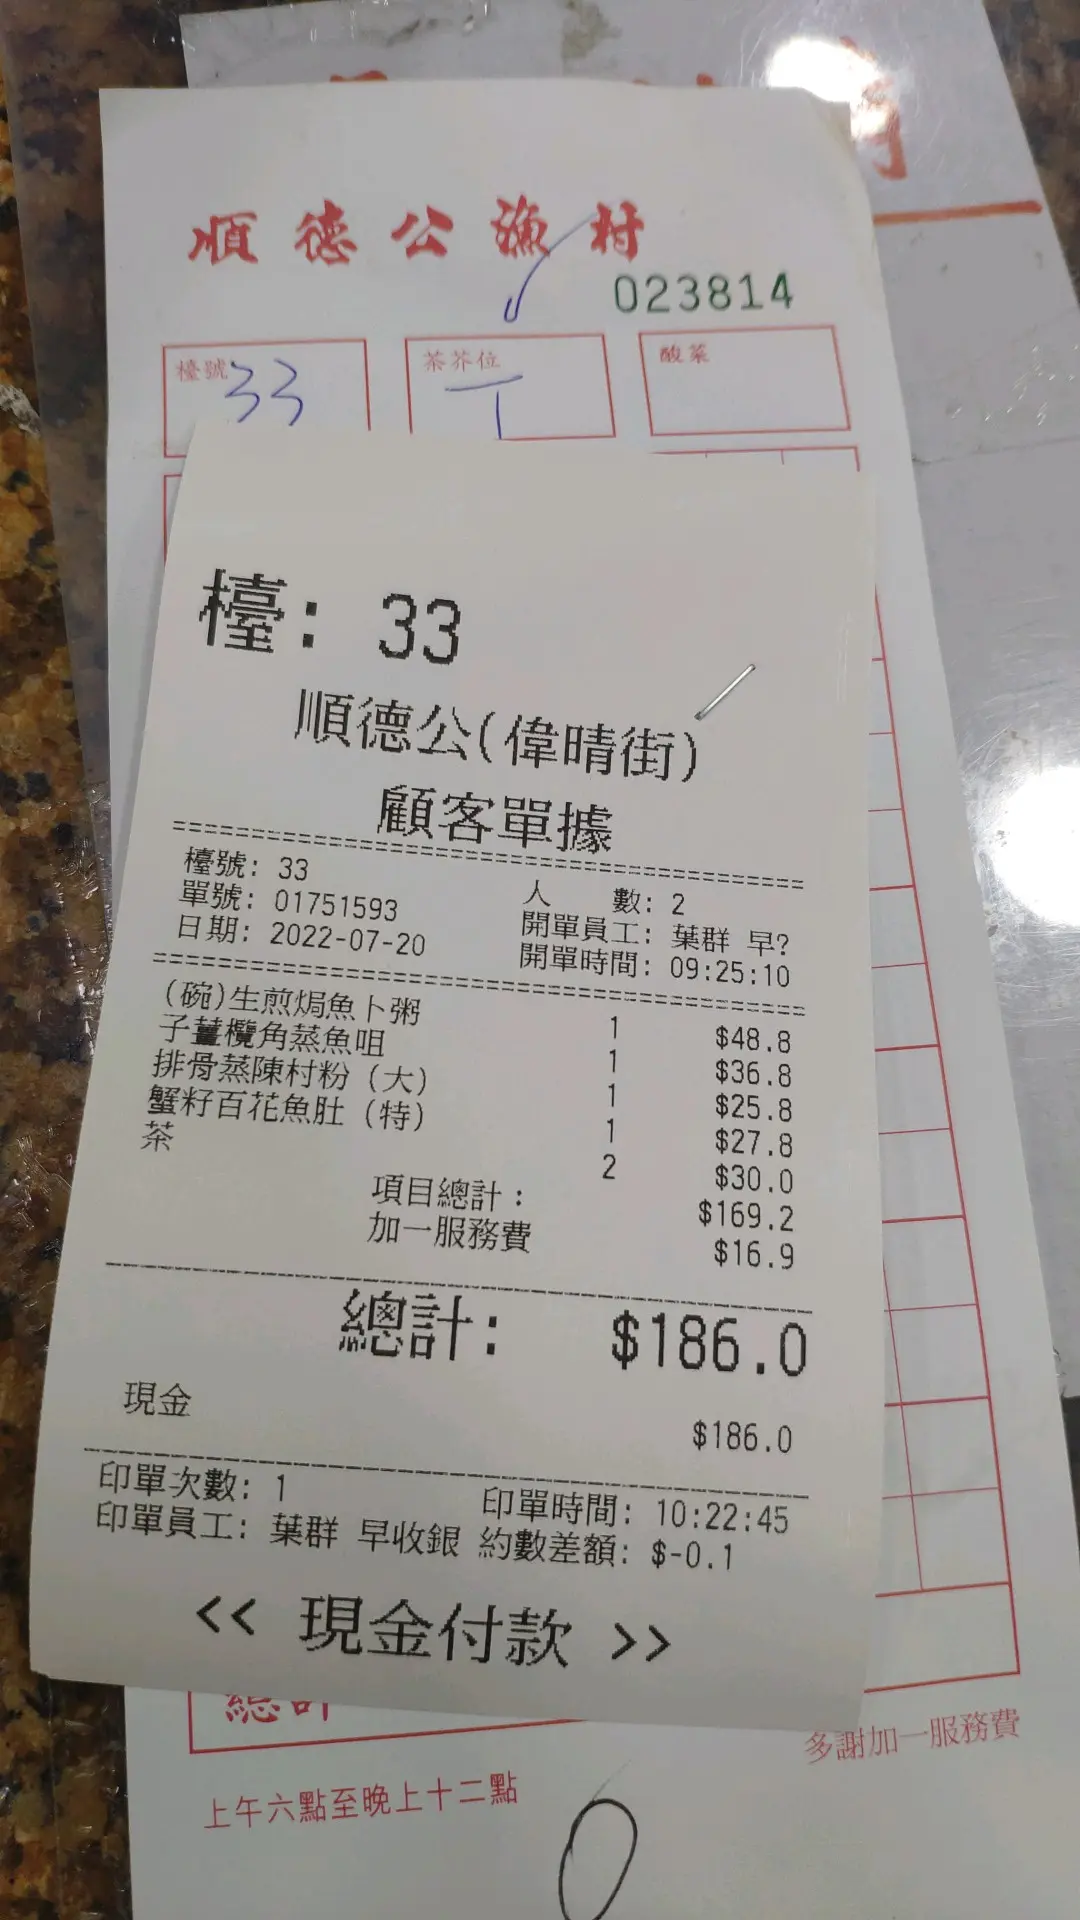 順德公漁村
023814
檯號 33
茶芥位
酸菜
檯: 33
順德公(偉晴街)
顧客單據
檯號: 33 人 數: 2
單號: 01751593 開單員工: 葉群 早?
日期: 2022-07-20 開單時間: 09:25:10
(碗)生煎焗魚卜粥 1 $48.8
子薑欖角蒸魚咀 1 $36.8
排骨蒸陳村粉 (大) 1 $25.8
蟹籽百花魚肚 (特) 1 $27.8
茶 2 $30.0
項目總計: $169.2
加一服務費 $16.9
總計: $186.0
現金 $186.0
印單次數: 1 印單時間: 10:22:45
印單員工: 葉群 早收銀 約數差額: $-0.1
<< 現金付款 >>
總計
多謝加一服務費
上午六點至晚上十二點